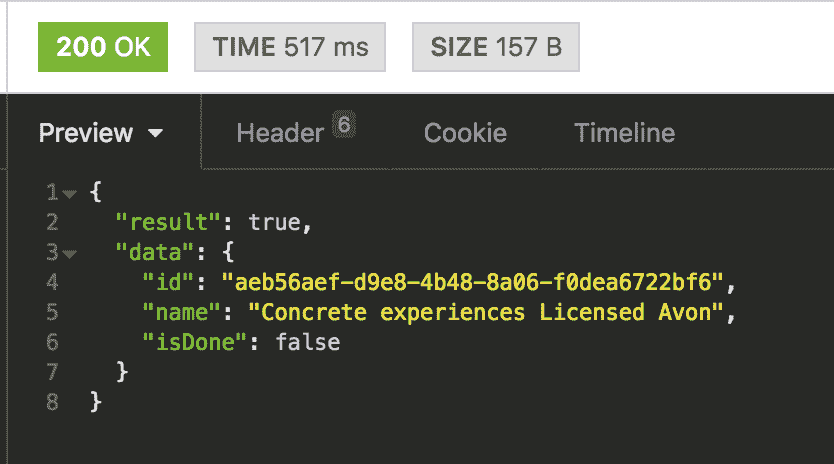 200 OK TIME 517 ms SIZE 157 B
Preview Header 6 Cookie Timeline
1 {
2 "result": true,
3 "data": {
4 "id": "aeb56aef-d9e8-4b48-8a06-f0dea6722bf6",
5 "name": "Concrete experiences Licensed Avon",
6 "isDone": false
7 }
8 }